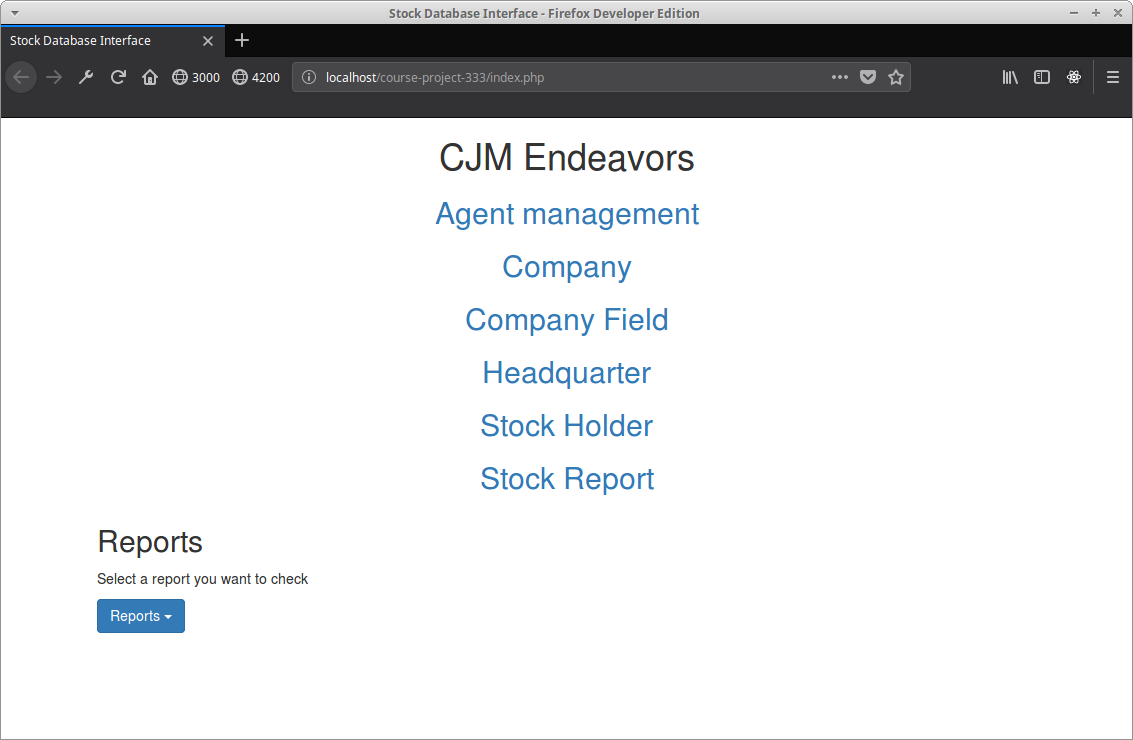 Stock Database Interface - Firefox Developer Edition
Stock Database Interface
3000 4200 localhost/course-project-333/index.php
CJM Endeavors
Agent management
Company
Company Field
Headquarter
Stock Holder
Stock Report
Reports
Select a report you want to check
Reports